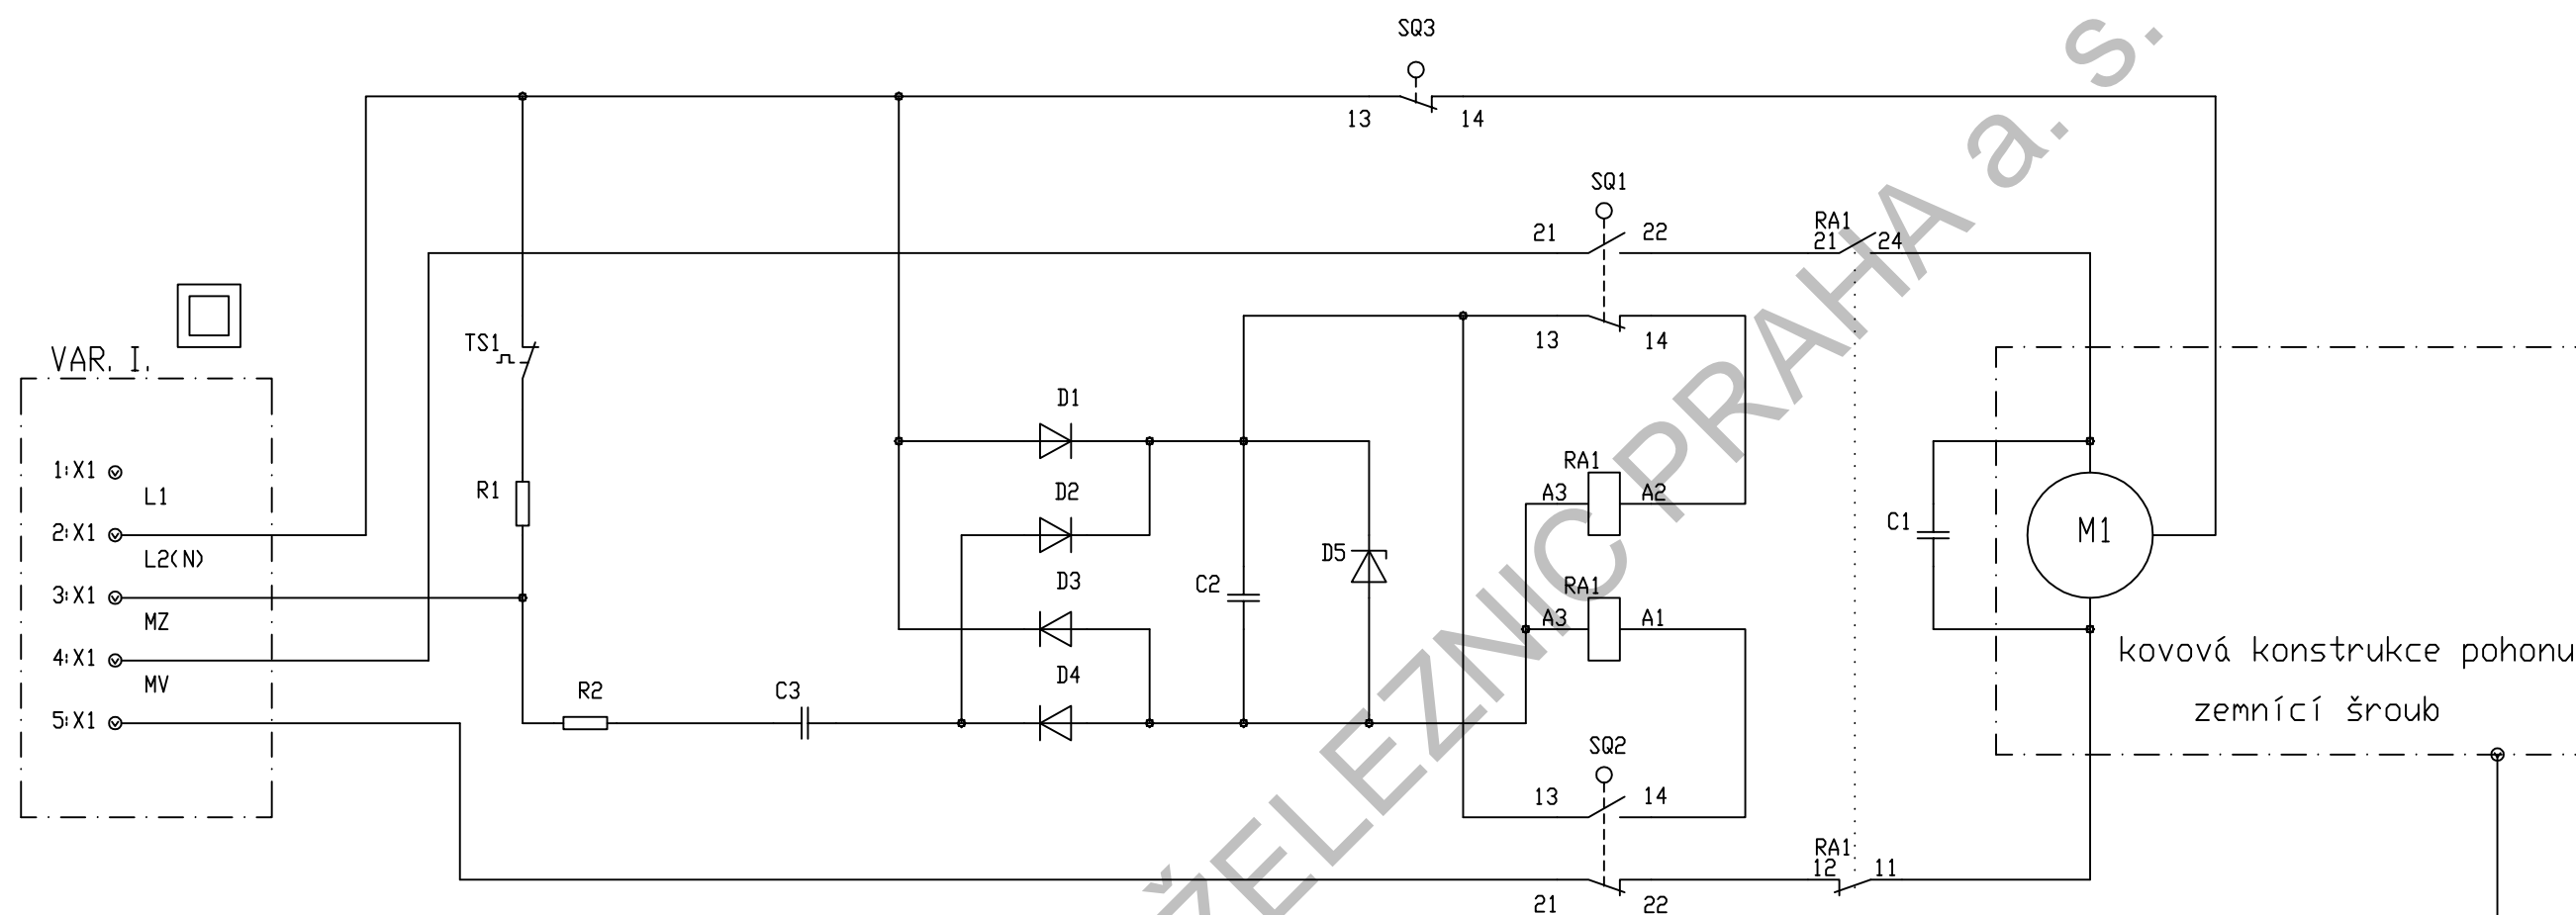 SQ3
13 14
SQ1
21 22
RA1
21 24
13 14
TS1
VAR. I.
D1
1:X1
L1
R1
D2
RA1
A3 A2
2:X1
L2(N)
D3
D5
C1
M1
3:X1
MZ
C2
RA1
A3 A1
4:X1
MV
R2
C3
D4
kovová konstrukce pohonu
zemnící šroub
5:X1
SQ2
13 14
RA1
12 11
21 22
ŽELEZNIC PRAHA a. s.